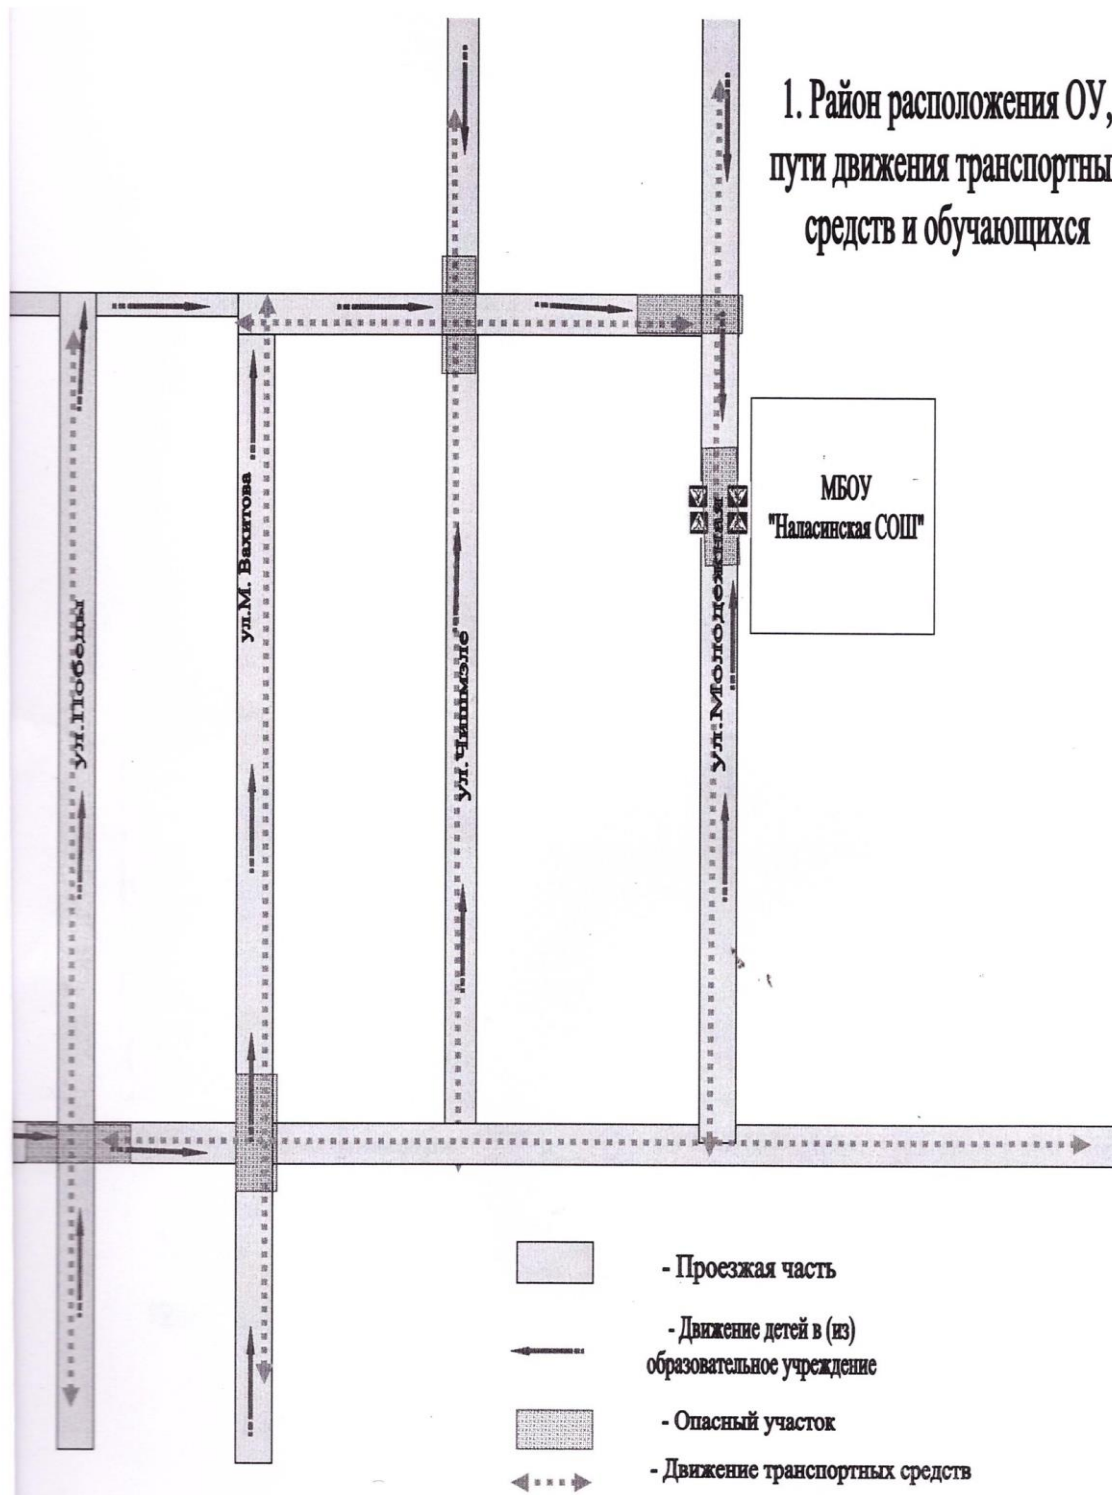 1. Район расположения ОУ,
пути движения транспортны
средств и обучающихся
МБОУ
"Наласинская СОШ"
ул.Победы
ул.М. Вахитова
ул.Чишмэле
ул.Молодежная
- Проезжая часть
- Движение детей в (из)
образовательное учреждение
- Опасный участок
- Движение транспортных средств